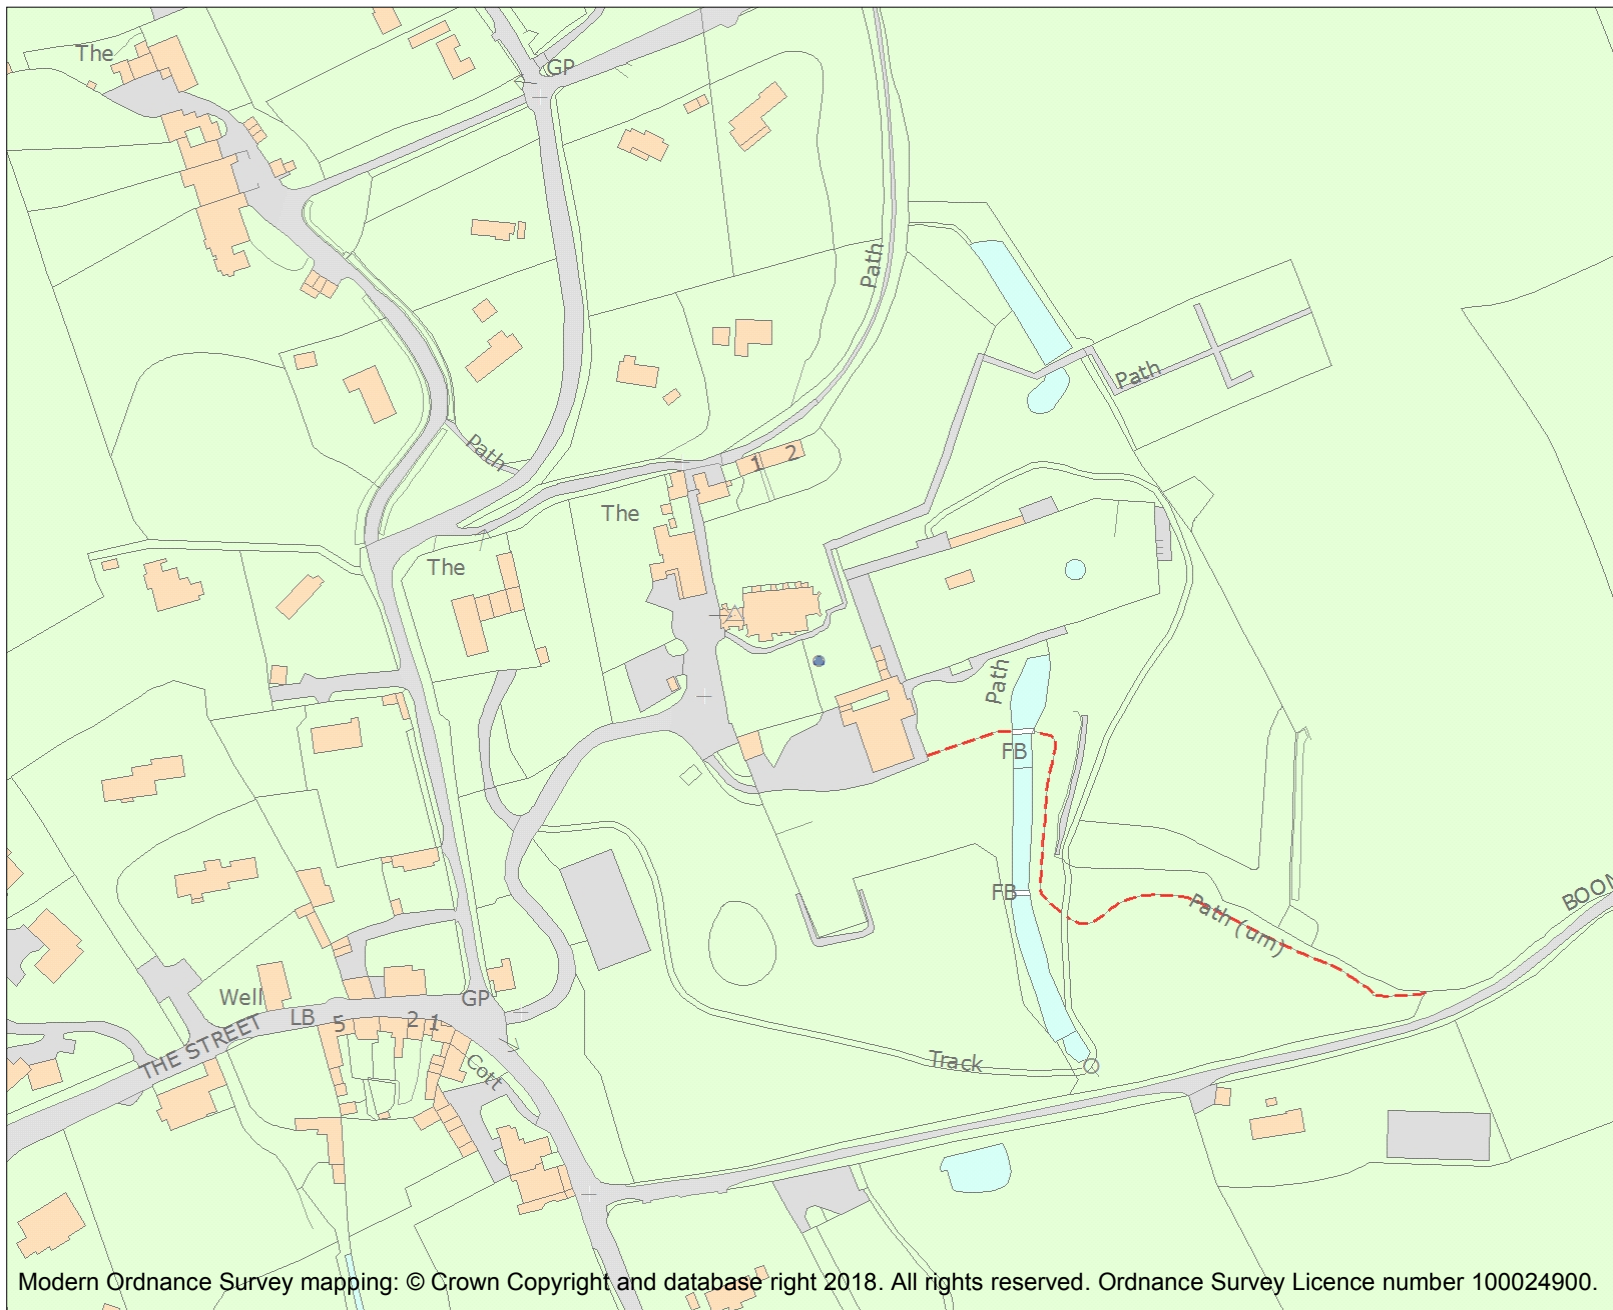 The
GP
Path
Path
Path
1 2
The
The
Path
FB
FB
Path (um)
BOON
Well
GP
LB 5 2 1
THE STREET
Cott
Track
Modern Ordnance Survey mapping: © Crown Copyright and database right 2018. All rights reserved. Ordnance Survey Licence number 100024900.